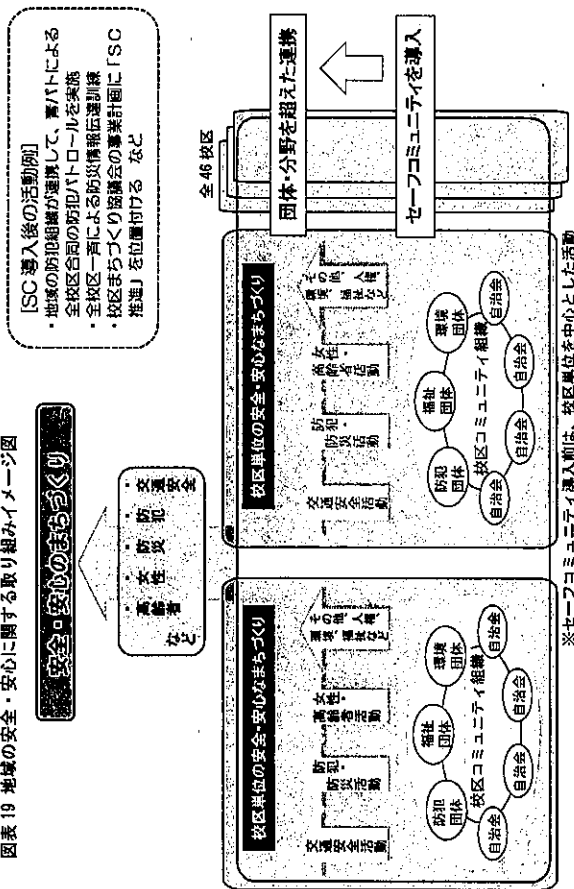 図表 19 地域の安全・安心に関する取り組みイメージ図
安全・安心のまちづくり
[SC 導入後の活動例]
・地域の防犯組織が連携して、青パトによる
全校区合同の防犯パトロールを実施
・全校区一斉による防災情報伝達訓練
・校区まちづくり協議会の事業計画に「SC
推進」を位置付ける など
・交通安全
・防犯
・防災
・女性
・高齢者
など
全 46 校区
校区単位の安全・安心なまちづくり
交通安全活動
防犯・
防災活動
女性・
高齢者活動
その他、人権
環境、福祉など
防犯
団体
福祉
団体
環境
団体
校区コミュニティ組織
自治会
自治会
自治会
自治会
校区単位の安全・安心なまちづくり
交通安全活動
防犯・
防災活動
女性・
高齢者活動
その他、人権
環境、福祉など
防犯
団体
福祉
団体
環境
団体
校区コミュニティ組織
自治会
自治会
自治会
自治会
団体・分野を超えた連携
セーフコミュニティを導入
※セーフコミュニティ導入前は、校区単位を中心とした活動